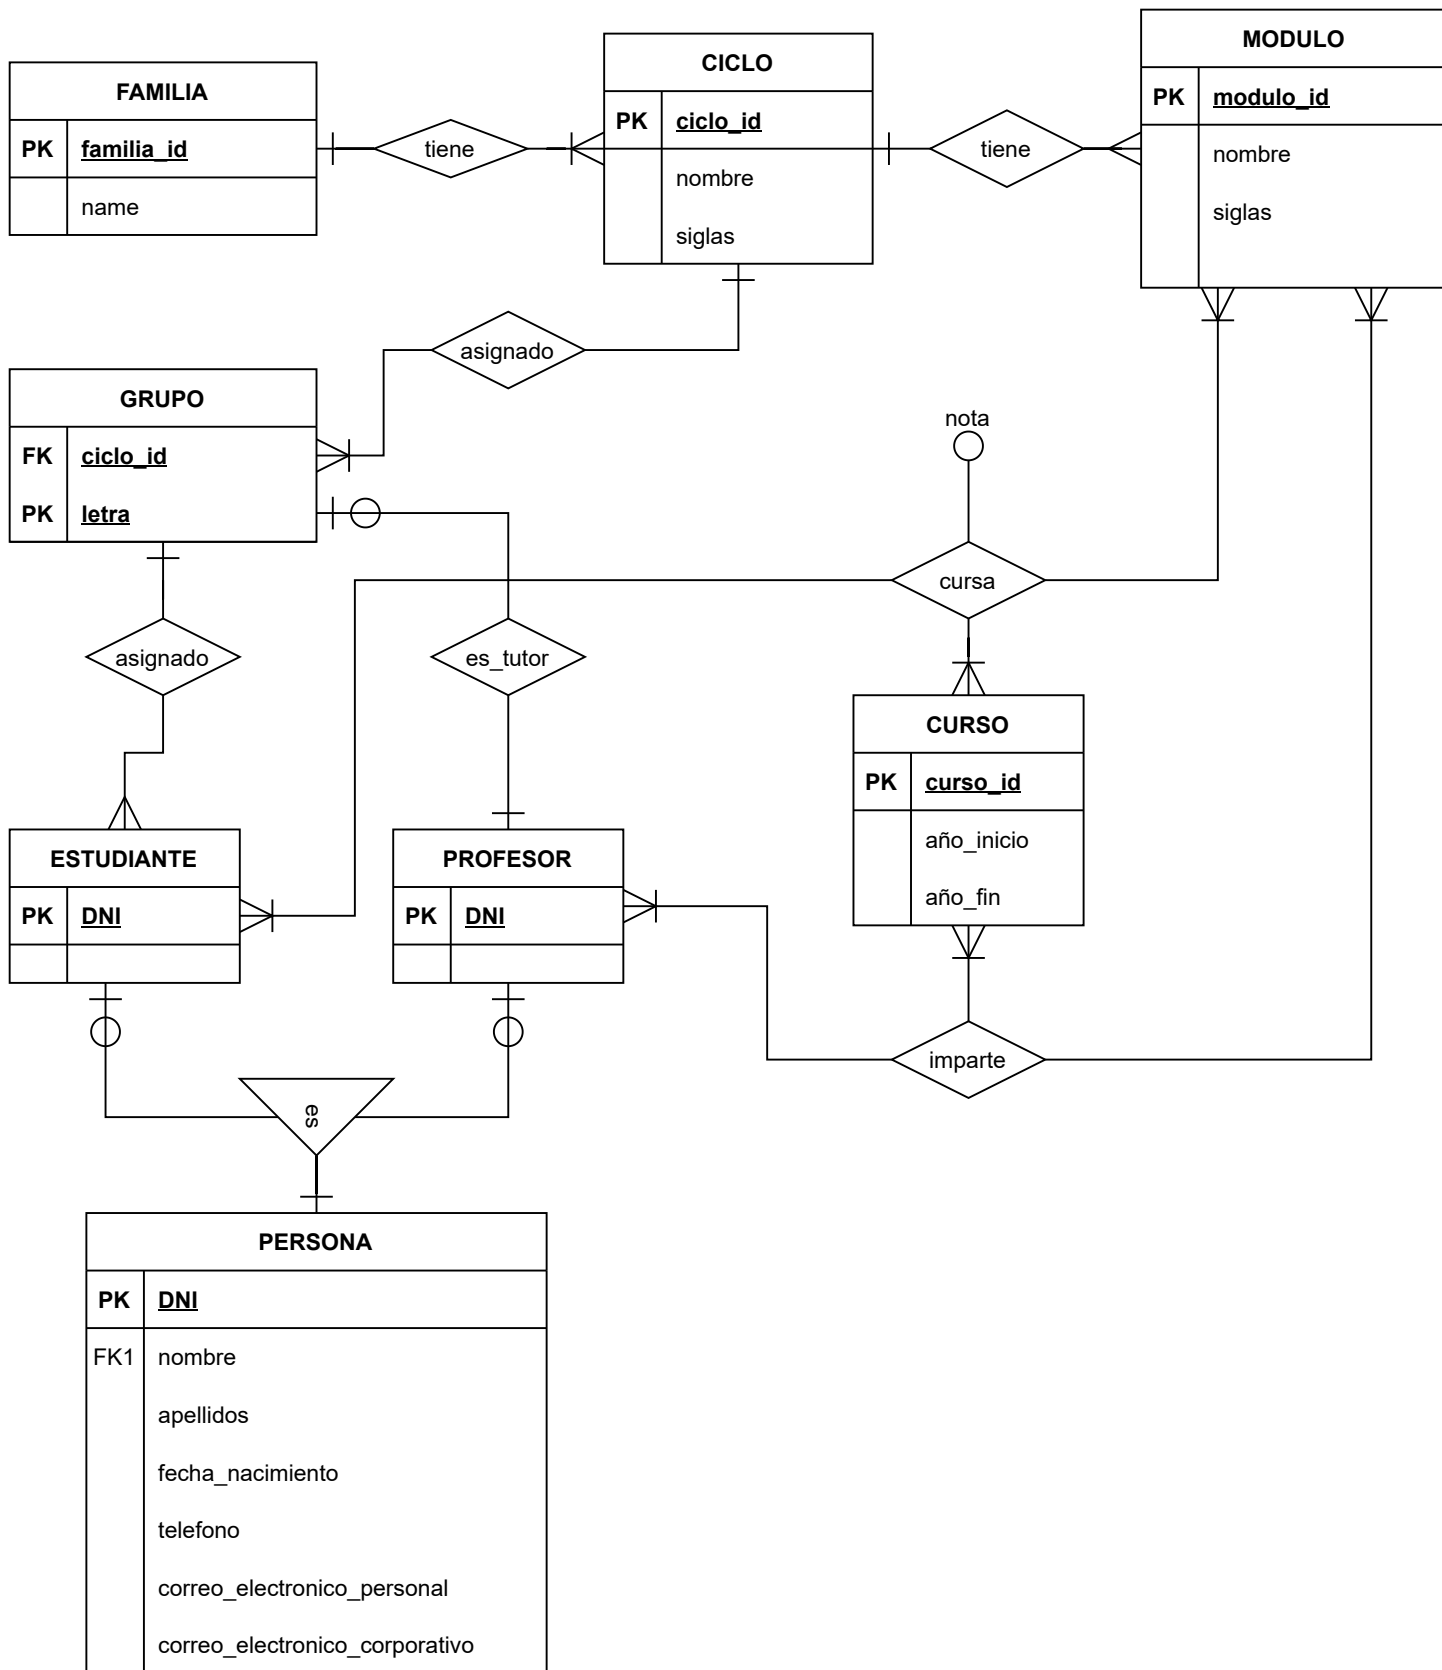 FAMILIA
PK familia_id
name
tiene
CICLO
PK ciclo_id
nombre
siglas
tiene
MODULO
PK modulo_id
nombre
siglas
asignado
GRUPO
FK ciclo_id
PK letra
nota
cursa
asignado
es_tutor
CURSO
PK curso_id
año_inicio
año_fin
ESTUDIANTE
PK DNI
PROFESOR
PK DNI
imparte
es
PERSONA
PK DNI
FK1 nombre
apellidos
fecha_nacimiento
telefono
correo_electronico_personal
correo_electronico_corporativo